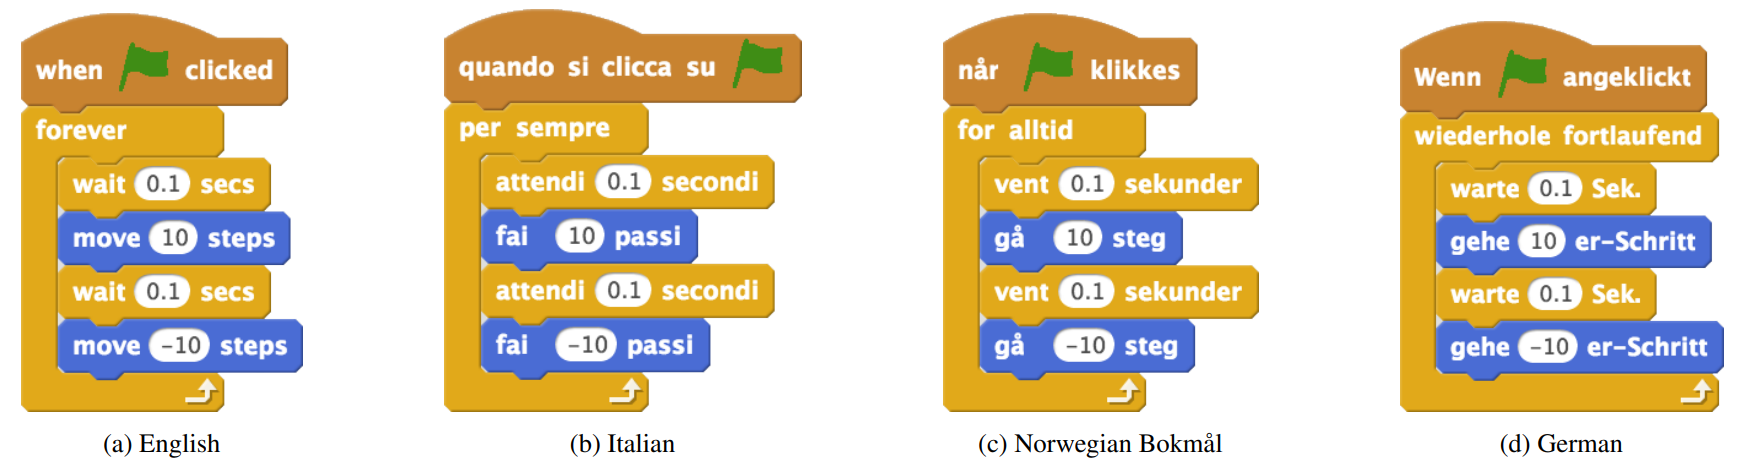 when clicked
forever
wait 0.1 secs
move 10 steps
wait 0.1 secs
move -10 steps
(a) English
quando si clicca su
per sempre
attendi 0.1 secondi
fai 10 passi
attendi 0.1 secondi
fai -10 passi
(b) Italian
når klikkes
for alltid
vent 0.1 sekunder
gå 10 steg
vent 0.1 sekunder
gå -10 steg
(c) Norwegian Bokmål
Wenn angeklickt
wiederhole fortlaufend
warte 0.1 Sek.
gehe 10 er-Schritt
warte 0.1 Sek.
gehe -10 er-Schritt
(d) German